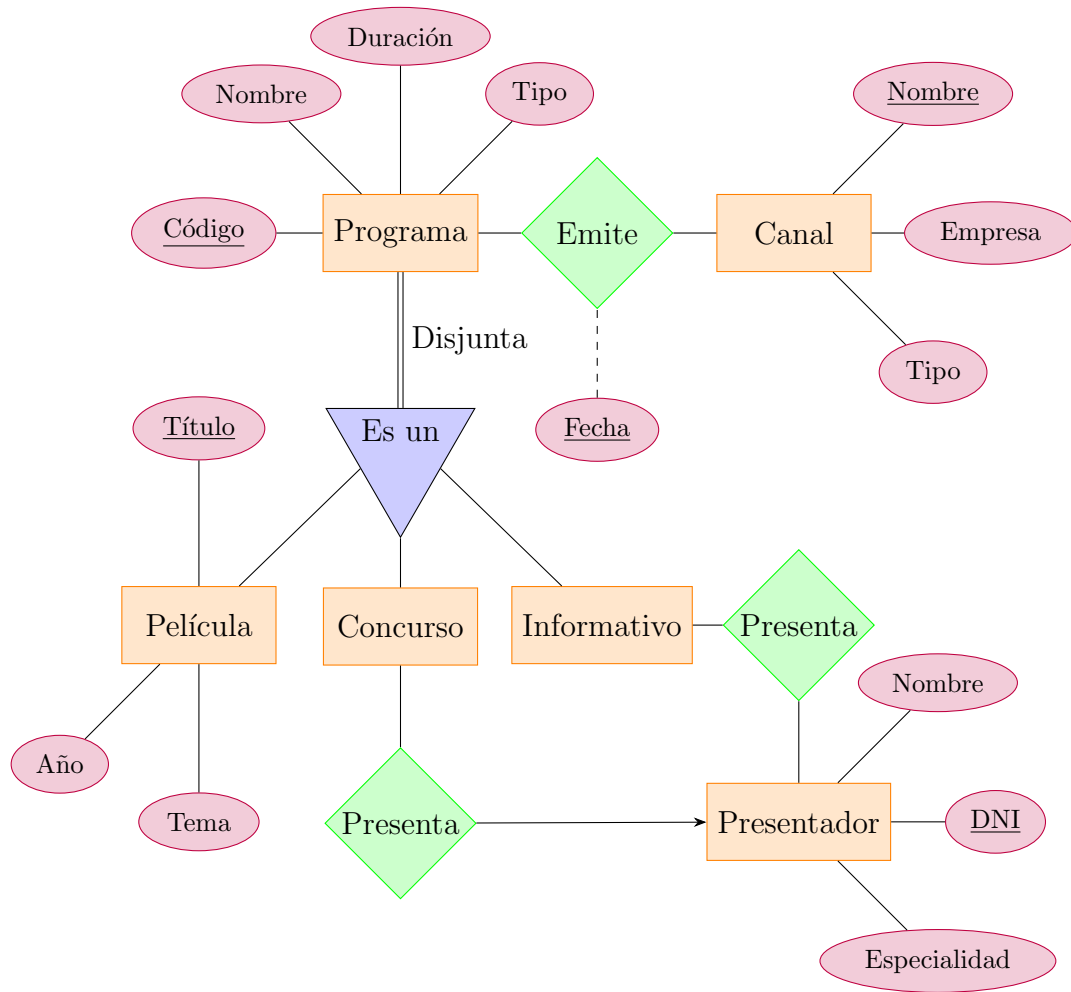 Duración
Nombre
Tipo
Nombre
Código
Programa
Emite
Canal
Empresa
Disjunta
Tipo
Título
Es un
Fecha
Película
Concurso
Informativo
Presenta
Nombre
Año
Tema
Presenta
Presentador
DNI
Especialidad